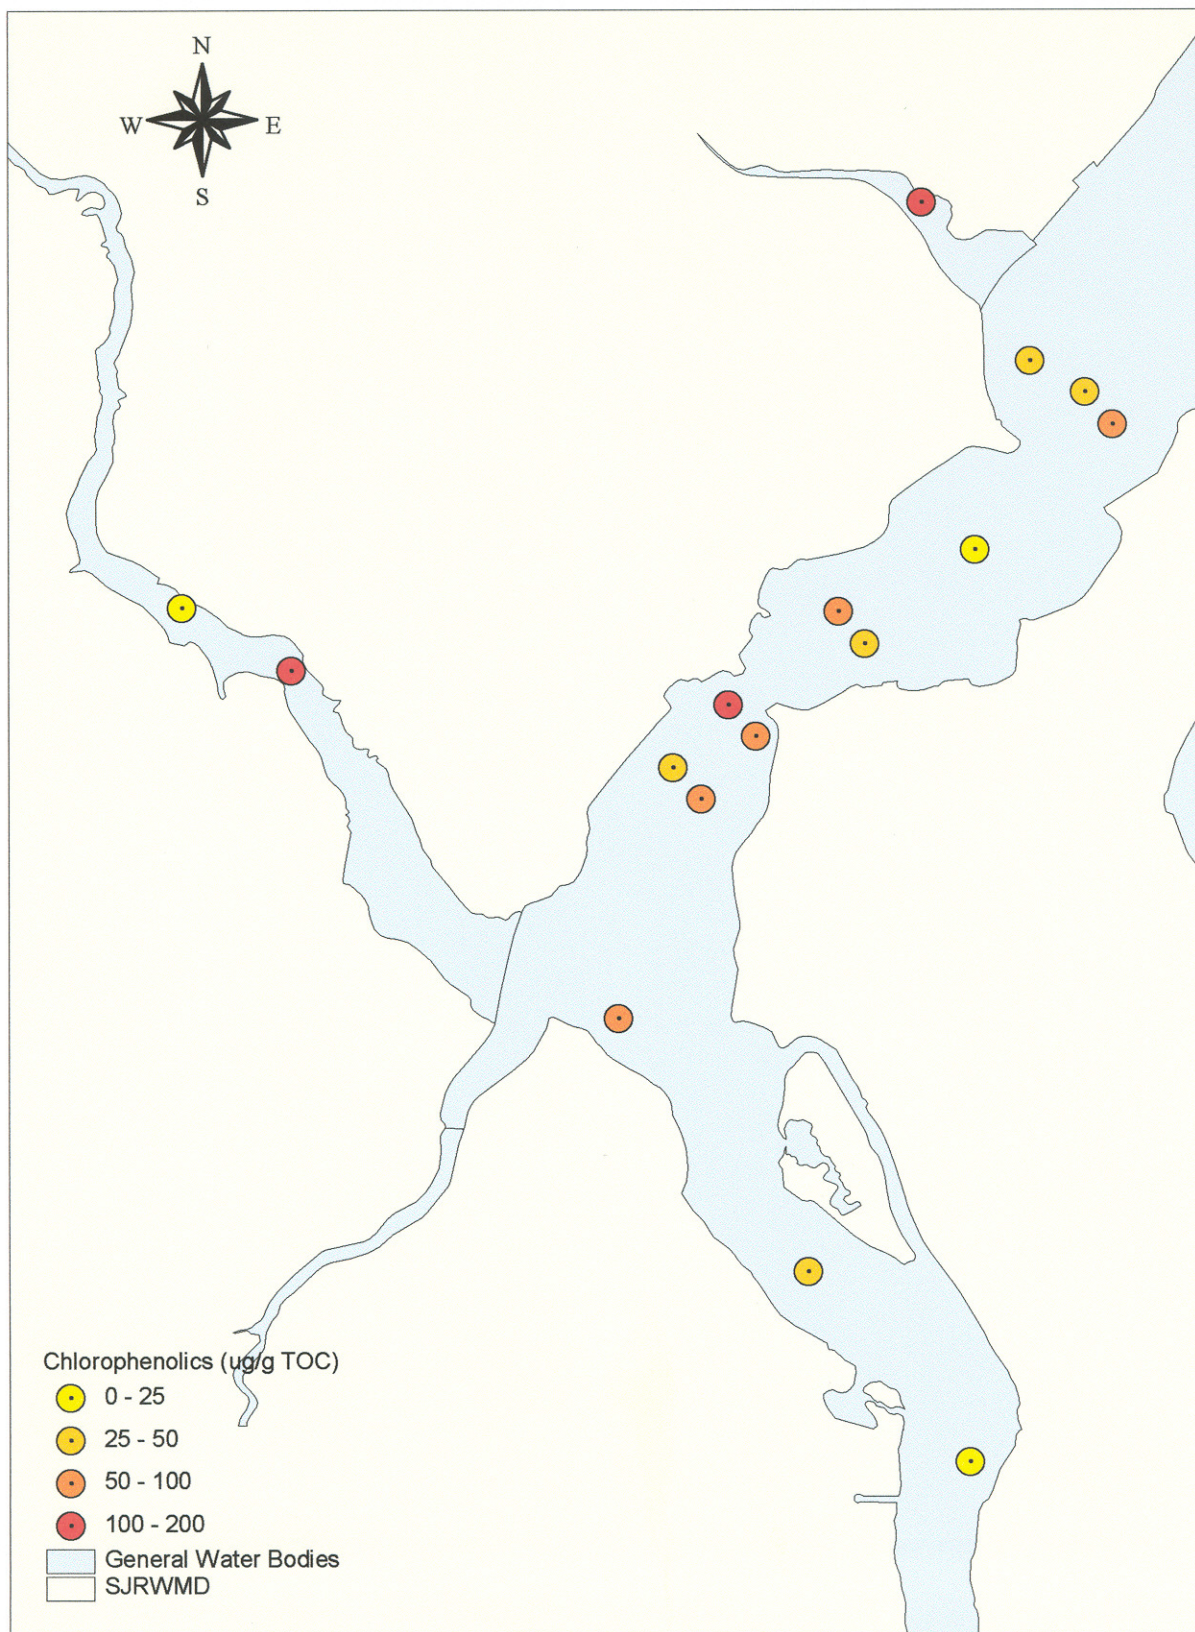 N
W E
S
Chlorophenolics (ug/g TOC)
0 - 25
25 - 50
50 - 100
100 - 200
General Water Bodies
SJRWMD